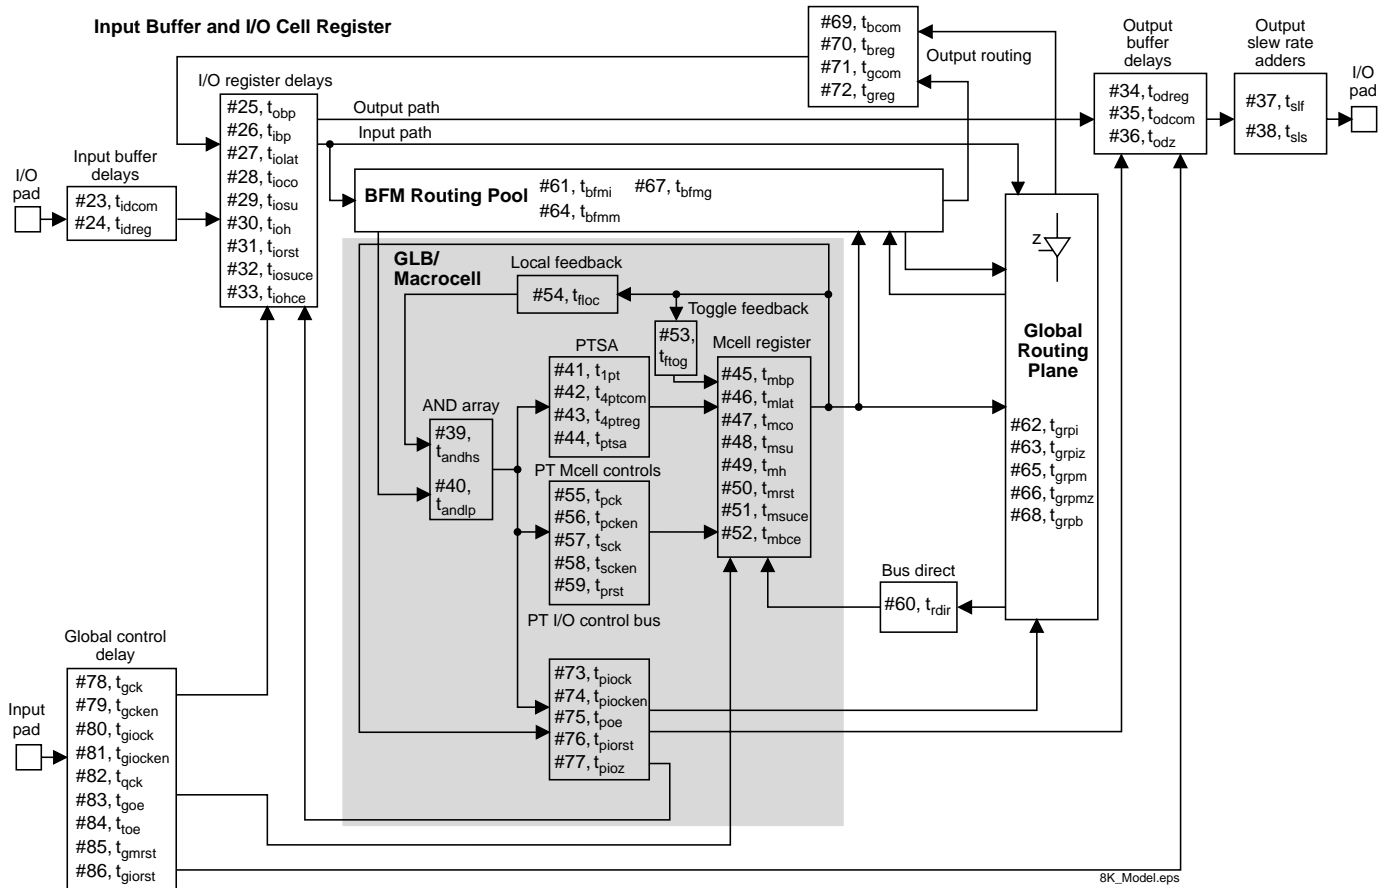 Input Buffer and I/O Cell Register
#69, tbcom
#70, tbreg
#71, tgcom
#72, tgreg
Output routing
Output
buffer
delays
Output
slew rate
adders
I/O
pad
#34, todreg
#35, todcom
#36, todz
#37, tslf
#38, tsls
I/O register delays
#25, tobp
#26, tibp
#27, tiolat
#28, tioco
#29, tiosu
#30, tioh
#31, tiorst
#32, tiosuce
#33, tiohce
Output path
Input path
I/O
pad
Input buffer
delays
#23, tidcom
#24, tidreg
BFM Routing Pool
#61, tbfmi
#67, tbfmg
#64, tbfmm
z
Global
Routing
Plane
#62, tgrpi
#63, tgrpiz
#65, tgrpm
#66, tgrpmz
#68, tgrpb
GLB/
Macrocell
Local feedback
#54, tfloc
Toggle feedback
#53,
tftog
PTSA
#41, t1pt
#42, t4ptcom
#43, t4ptreg
#44, tptsa
Mcell register
#45, tmbp
#46, tmlat
#47, tmco
#48, tmsu
#49, tmh
#50, tmrst
#51, tmsuce
#52, tmbce
AND array
#39,
tandhs
#40,
tandlp
PT Mcell controls
#55, tpck
#56, tpcken
#57, tsck
#58, tscken
#59, tprst
Bus direct
#60, trdir
PT I/O control bus
#73, tpiock
#74, tpiocken
#75, tpoe
#76, tpiorst
#77, tpioz
Global control
delay
Input
pad
#78, tgck
#79, tgcken
#80, tgiock
#81, tgiocken
#82, tqck
#83, tgoe
#84, ttoe
#85, tgmrst
#86, tgiorst
8K_Model.eps